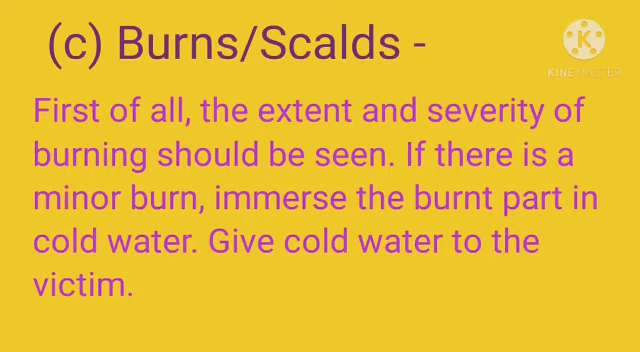 (c) Burns/Scalds -
KINEMASTER
First of all, the extent and severity of
burning should be seen. If there is a
minor burn, immerse the burnt part in
cold water. Give cold water to the
victim.